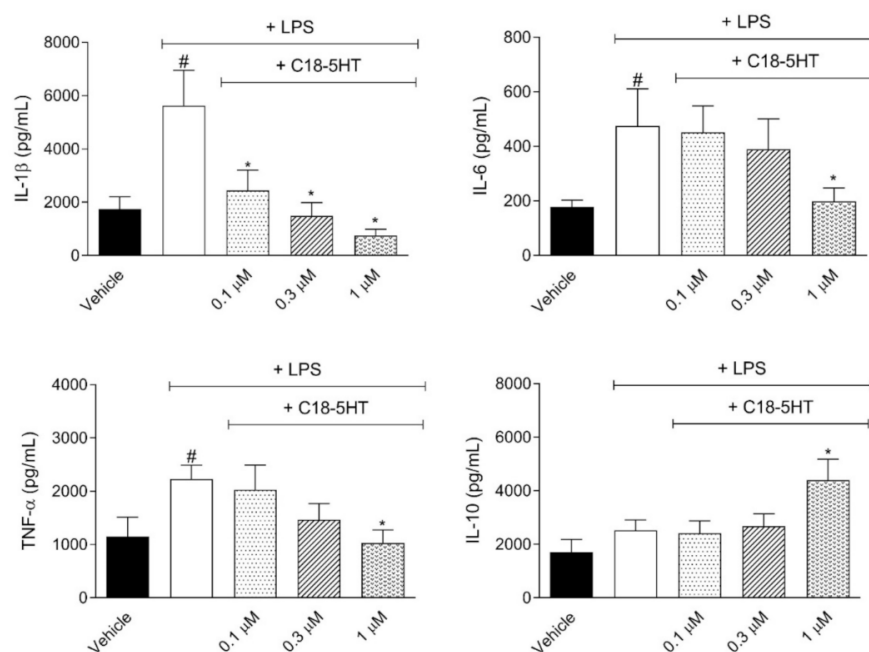 + LPS
+ C18-5HT
8000
6000
4000
2000
0
IL-1β (pg/mL)
#
*
*
*
Vehicle
0.1 μM
0.3 μM
1 μM
+ LPS
+ C18-5HT
800
600
400
200
0
IL-6 (pg/mL)
#
*
Vehicle
0.1 μM
0.3 μM
1 μM
+ LPS
+ C18-5HT
4000
3000
2000
1000
0
TNF-α (pg/mL)
#
*
Vehicle
0.1 μM
0.3 μM
1 μM
+ LPS
+ C18-5HT
8000
6000
4000
2000
0
IL-10 (pg/mL)
*
Vehicle
0.1 μM
0.3 μM
1 μM